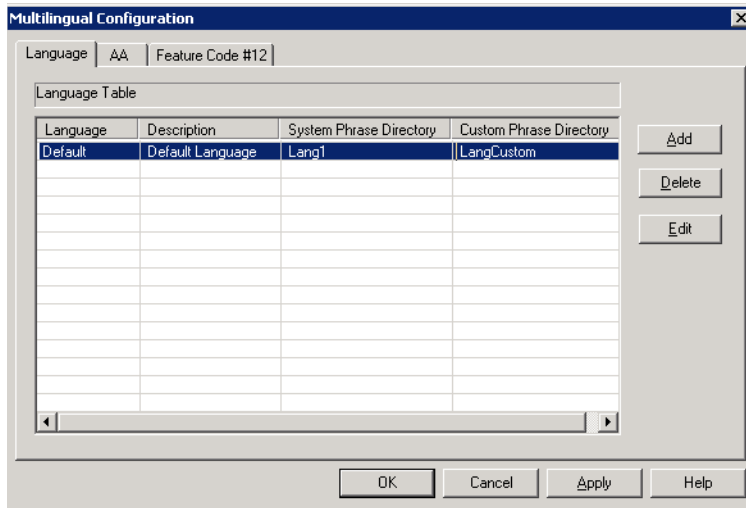 Multilingual Configuration
Language AA Feature Code #12
Language Table
Language Description System Phrase Directory Custom Phrase Directory
Default Default Language Lang1 LangCustom
Add
Delete
Edit
OK Cancel Apply Help